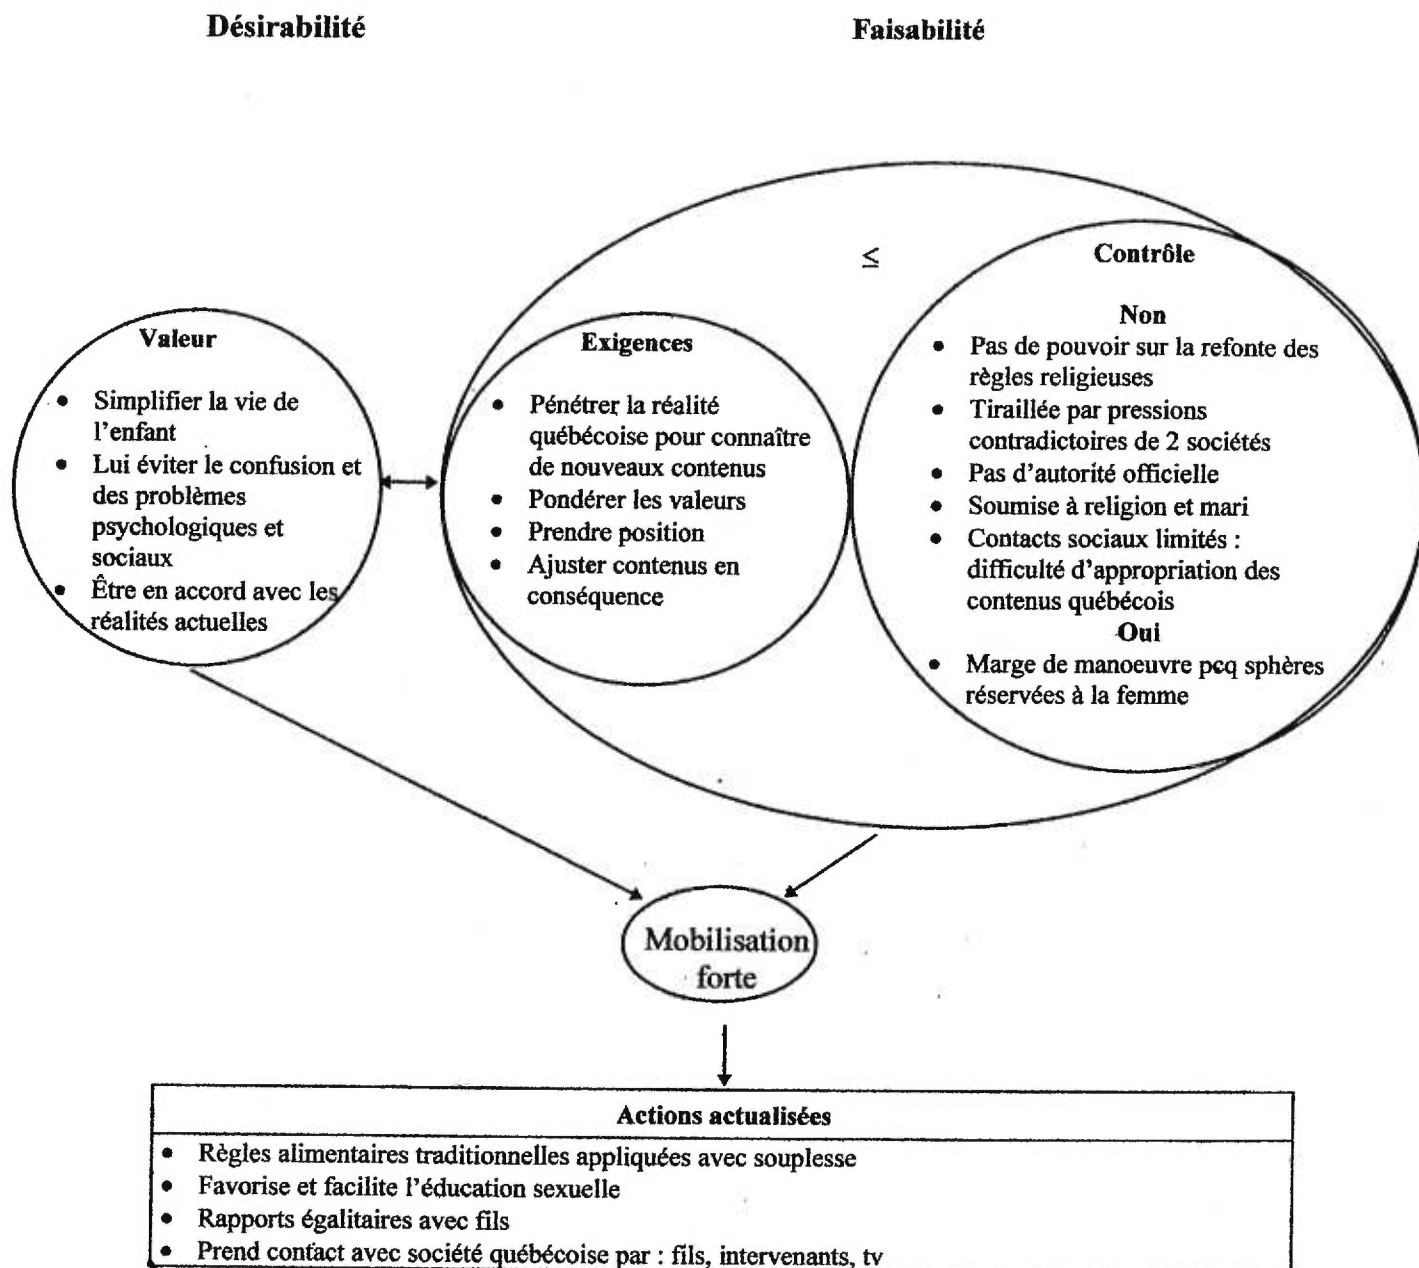 Désirabilité
Faisabilité
Valeur
• Simplifier la vie de
l'enfant
• Lui éviter le confusion et
des problèmes
psychologiques et
sociaux
• Être en accord avec les
réalités actuelles
Exigences
• Pénétrer la réalité
québécoise pour connaître
de nouveaux contenus
• Pondérer les valeurs
• Prendre position
• Ajuster contenus en
conséquence
≤
Contrôle
Non
• Pas de pouvoir sur la refonte des
règles religieuses
• Tiraillée par pressions
contradictoires de 2 sociétés
• Pas d'autorité officielle
• Soumise à religion et mari
• Contacts sociaux limités :
difficulté d'appropriation des
contenus québécois
Oui
• Marge de manoeuvre pcq sphères
réservées à la femme
Mobilisation
forte
Actions actualisées
• Règles alimentaires traditionnelles appliquées avec souplesse
• Favorise et facilite l'éducation sexuelle
• Rapports égalitaires avec fils
• Prend contact avec société québécoise par : fils, intervenants, tv